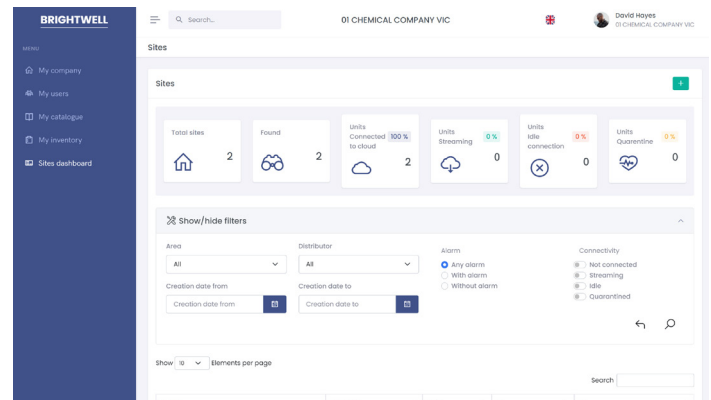 BRIGHTWELL
Search...
01 CHEMICAL COMPANY VIC
David Hayes
01 CHEMICAL COMPANY VIC
MENU
My company
My users
My catalogue
My inventory
Sites dashboard
Sites
Sites
+
Total sites
2
Found
2
Units
Connected 100 %
to cloud
2
Units
Streaming 0 %
0
Units
Idle 0 %
connection
0
Units
Quarentine 0 %
0
Show/hide filters
Area
All
Distributor
All
Creation date from
Creation date from
Creation date to
Creation date to
Alarm
Any alarm
With alarm
Without alarm
Connectivity
Not connected
Streaming
Idle
Quarantined
Show 10 Elements per page
Search